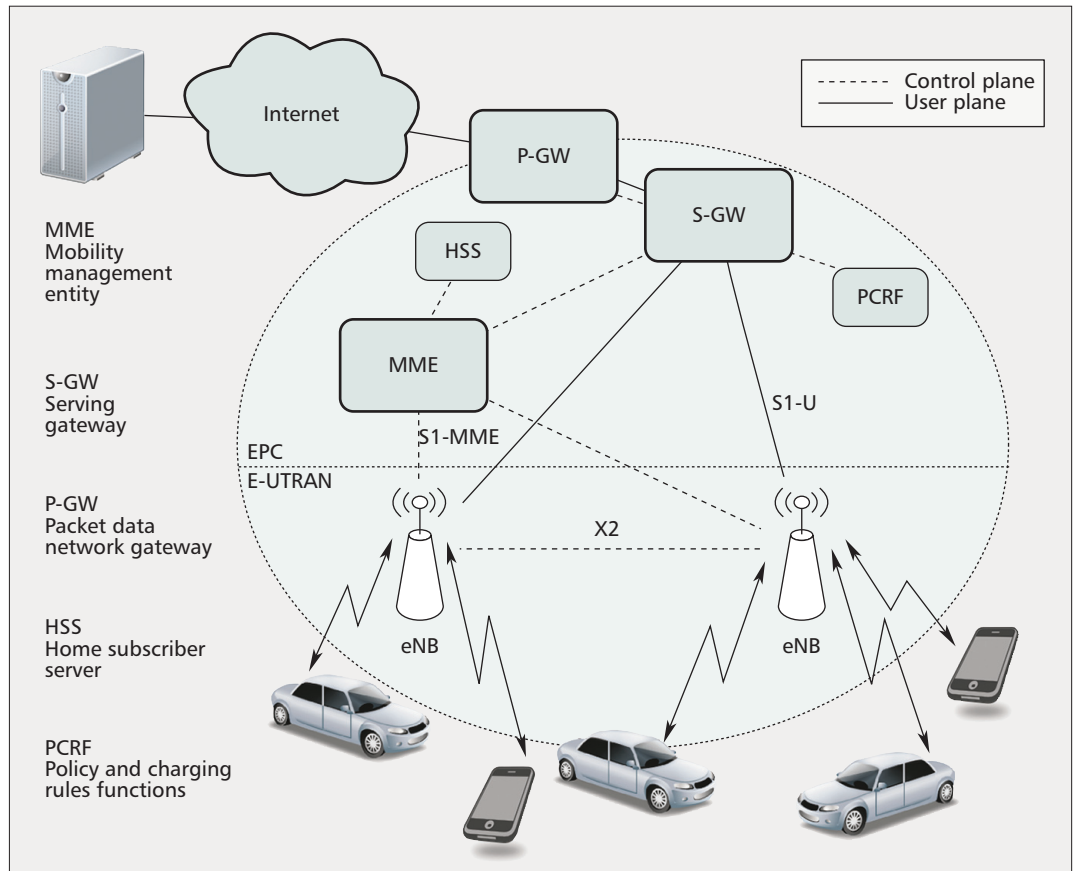 Control plane
User plane
Internet
P-GW
S-GW
HSS
PCRF
MME
S1-MME
S1-U
EPC
E-UTRAN
X2
eNB
eNB
MME
Mobility
management
entity
S-GW
Serving
gateway
P-GW
Packet data
network gateway
HSS
Home subscriber
server
PCRF
Policy and charging
rules functions